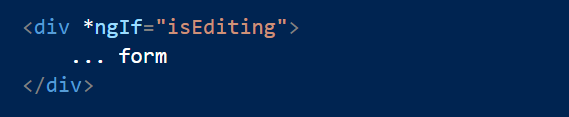 <div *ngIf="isEditing">
    ... form
</div>